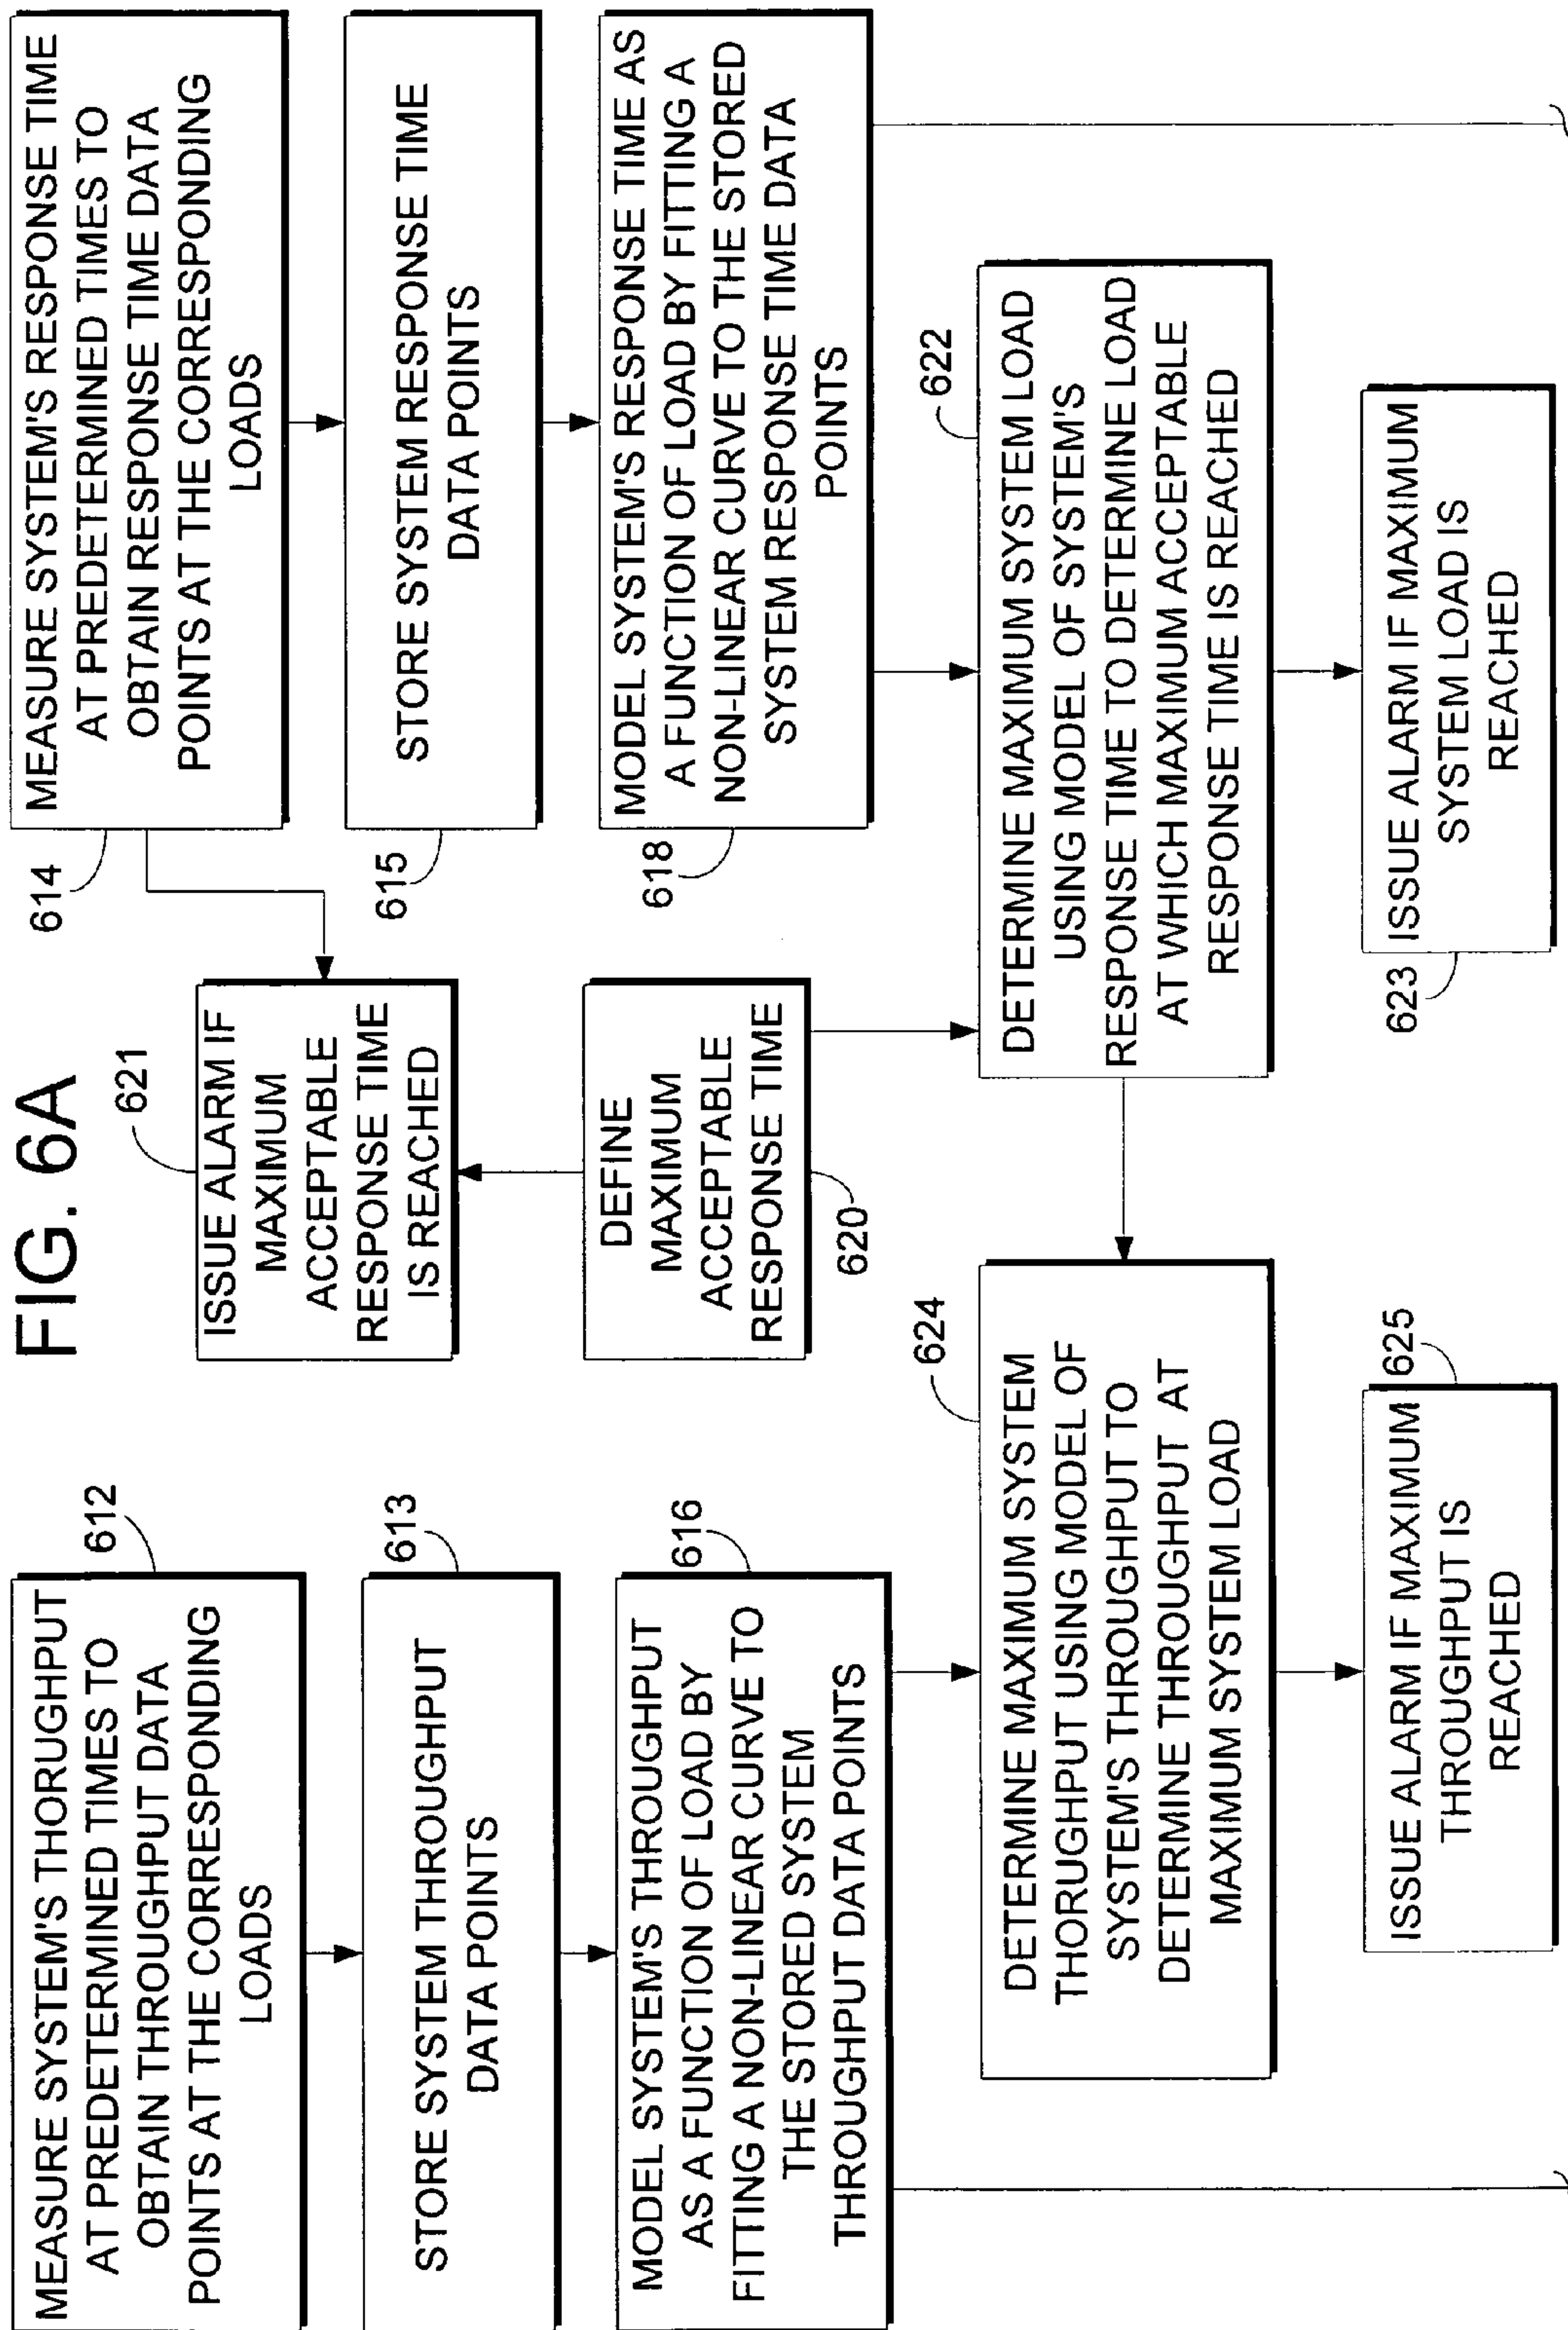 FIG. 6A
MEASURE SYSTEM'S THORUGHPUT
AT PREDETERMINED TIMES TO
OBTAIN THROUGHPUT DATA
POINTS AT THE CORRESPONDING
LOADS
612
STORE SYSTEM THROUGHPUT
DATA POINTS
613
MODEL SYSTEM'S THROUGHPUT
AS A FUNCTION OF LOAD BY
FITTING A NON-LINEAR CURVE TO
THE STORED SYSTEM
THROUGHPUT DATA POINTS
616
621
ISSUE ALARM IF
MAXIMUM
ACCEPTABLE
RESPONSE TIME
IS REACHED
DEFINE
MAXIMUM
ACCEPTABLE
RESPONSE TIME
620
614
MEASURE SYSTEM'S RESPONSE TIME
AT PREDETERMINED TIMES TO
OBTAIN RESPONSE TIME DATA
POINTS AT THE CORRESPONDING
LOADS
615
STORE SYSTEM RESPONSE TIME
DATA POINTS
618
MODEL SYSTEM'S RESPONSE TIME AS
A FUNCTION OF LOAD BY FITTING A
NON-LINEAR CURVE TO THE STORED
SYSTEM RESPONSE TIME DATA
POINTS
624
DETERMINE MAXIMUM SYSTEM
THORUGHPUT USING MODEL OF
SYSTEM'S THROUGHPUT TO
DETERMINE THROUGHPUT AT
MAXIMUM SYSTEM LOAD
622
DETERMINE MAXIMUM SYSTEM LOAD
USING MODEL OF SYSTEM'S
RESPONSE TIME TO DETERMINE LOAD
AT WHICH MAXIMUM ACCEPTABLE
RESPONSE TIME IS REACHED
ISSUE ALARM IF MAXIMUM
THROUGHPUT IS
REACHED
625
623
ISSUE ALARM IF MAXIMUM
SYSTEM LOAD IS
REACHED